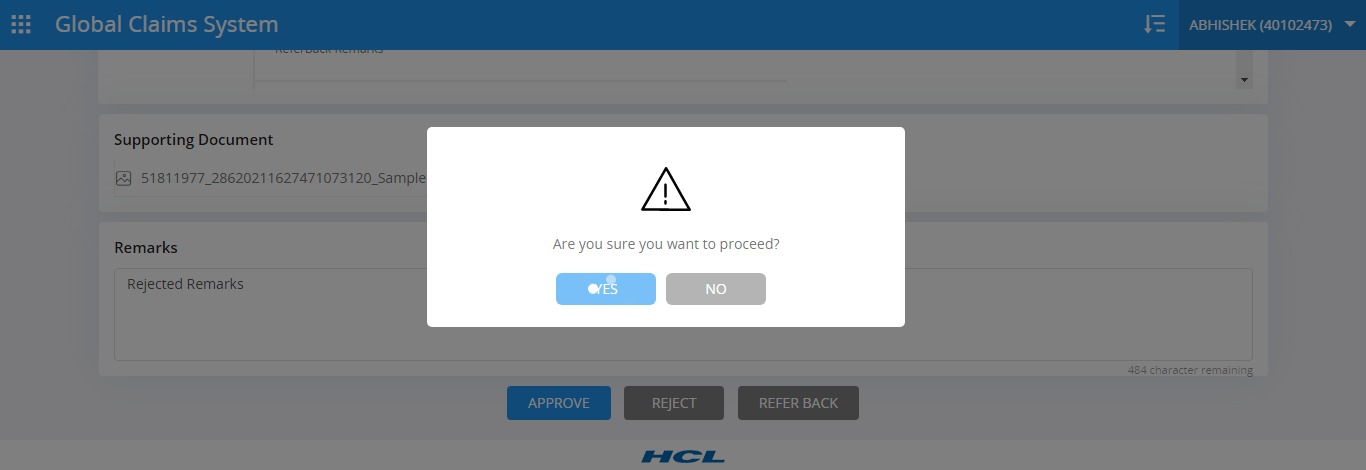 Global Claims System
ABHISHEK (40102473)
ReferBack Remarks
Supporting Document
51811977_28620211627471073120_Sample
Are you sure you want to proceed?
YES
NO
Remarks
Rejected Remarks
484 character remaining
APPROVE
REJECT
REFER BACK
HCL